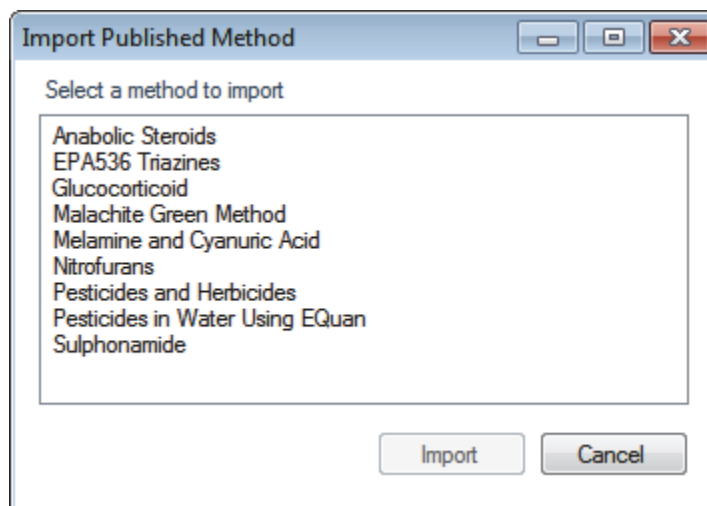 Import Published Method
Select a method to import
Anabolic Steroids
EPA536 Triazines
Glucocorticoid
Malachite Green Method
Melamine and Cyanuric Acid
Nitrofurans
Pesticides and Herbicides
Pesticides in Water Using EQuan
Sulphonamide
Import
Cancel